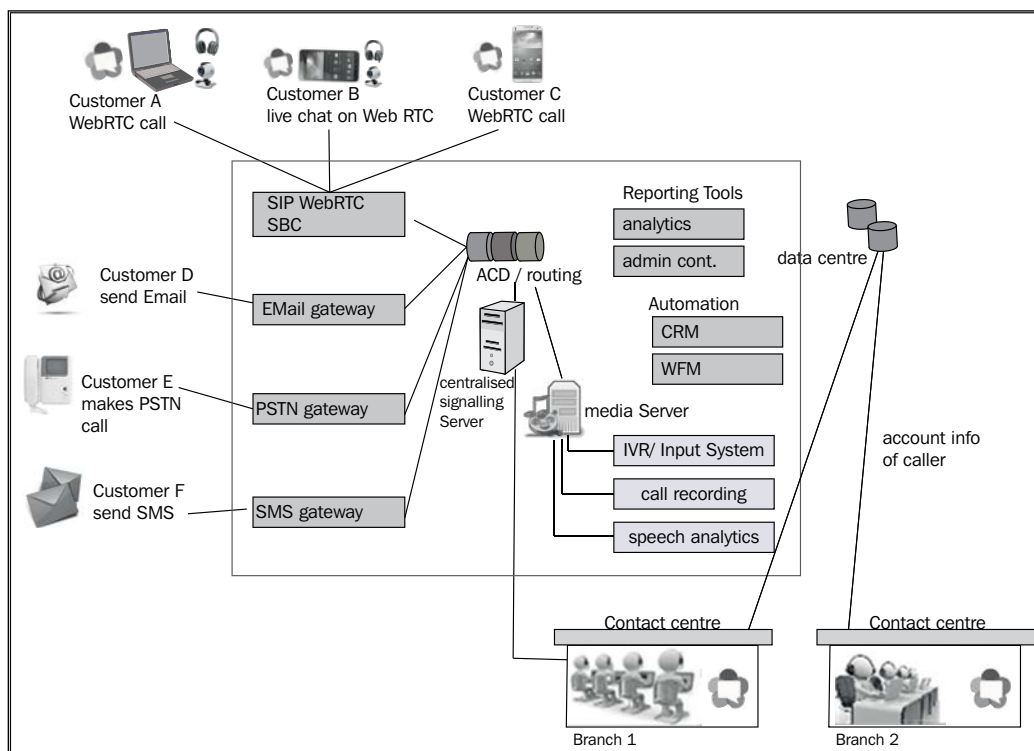 Customer A
WebRTC call
Customer B
live chat on Web RTC
Customer C
WebRTC call
SIP WebRTC
SBC
Reporting Tools
analytics
admin cont.
data centre
ACD / routing
Customer D
send Email
EMail gateway
Automation
CRM
WFM
centralised
signalling
Server
Customer E
makes PSTN
call
PSTN gateway
media Server
IVR/ Input System
account info
of caller
call recording
Customer F
send SMS
SMS gateway
speech analytics
Contact centre
Contact centre
Branch 1
Branch 2